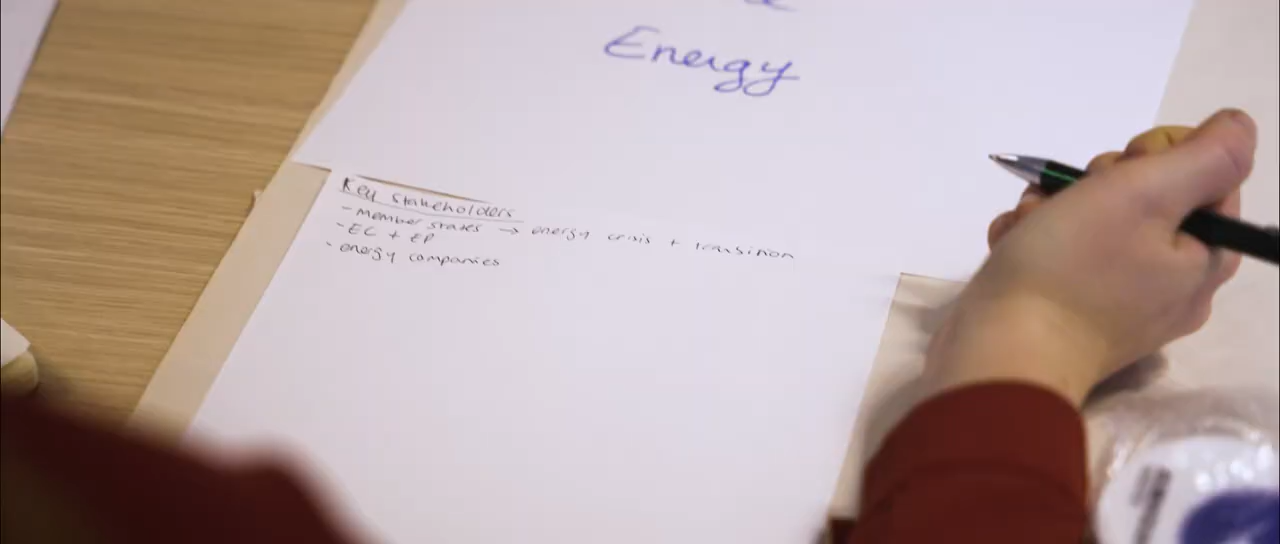 Energy
Key stakeholders
- member states → energy crisis + transition
- EC + EP
- energy companies